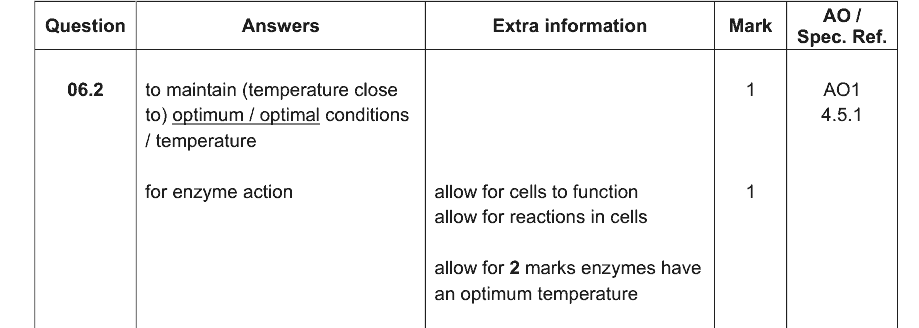 Question Answers Extra information Mark AO /
Spec. Ref.
06.2 to maintain (temperature close 1 AO1
to) optimum / optimal conditions 4.5.1
/ temperature
for enzyme action allow for cells to function 1
allow for reactions in cells
allow for 2 marks enzymes have
an optimum temperature